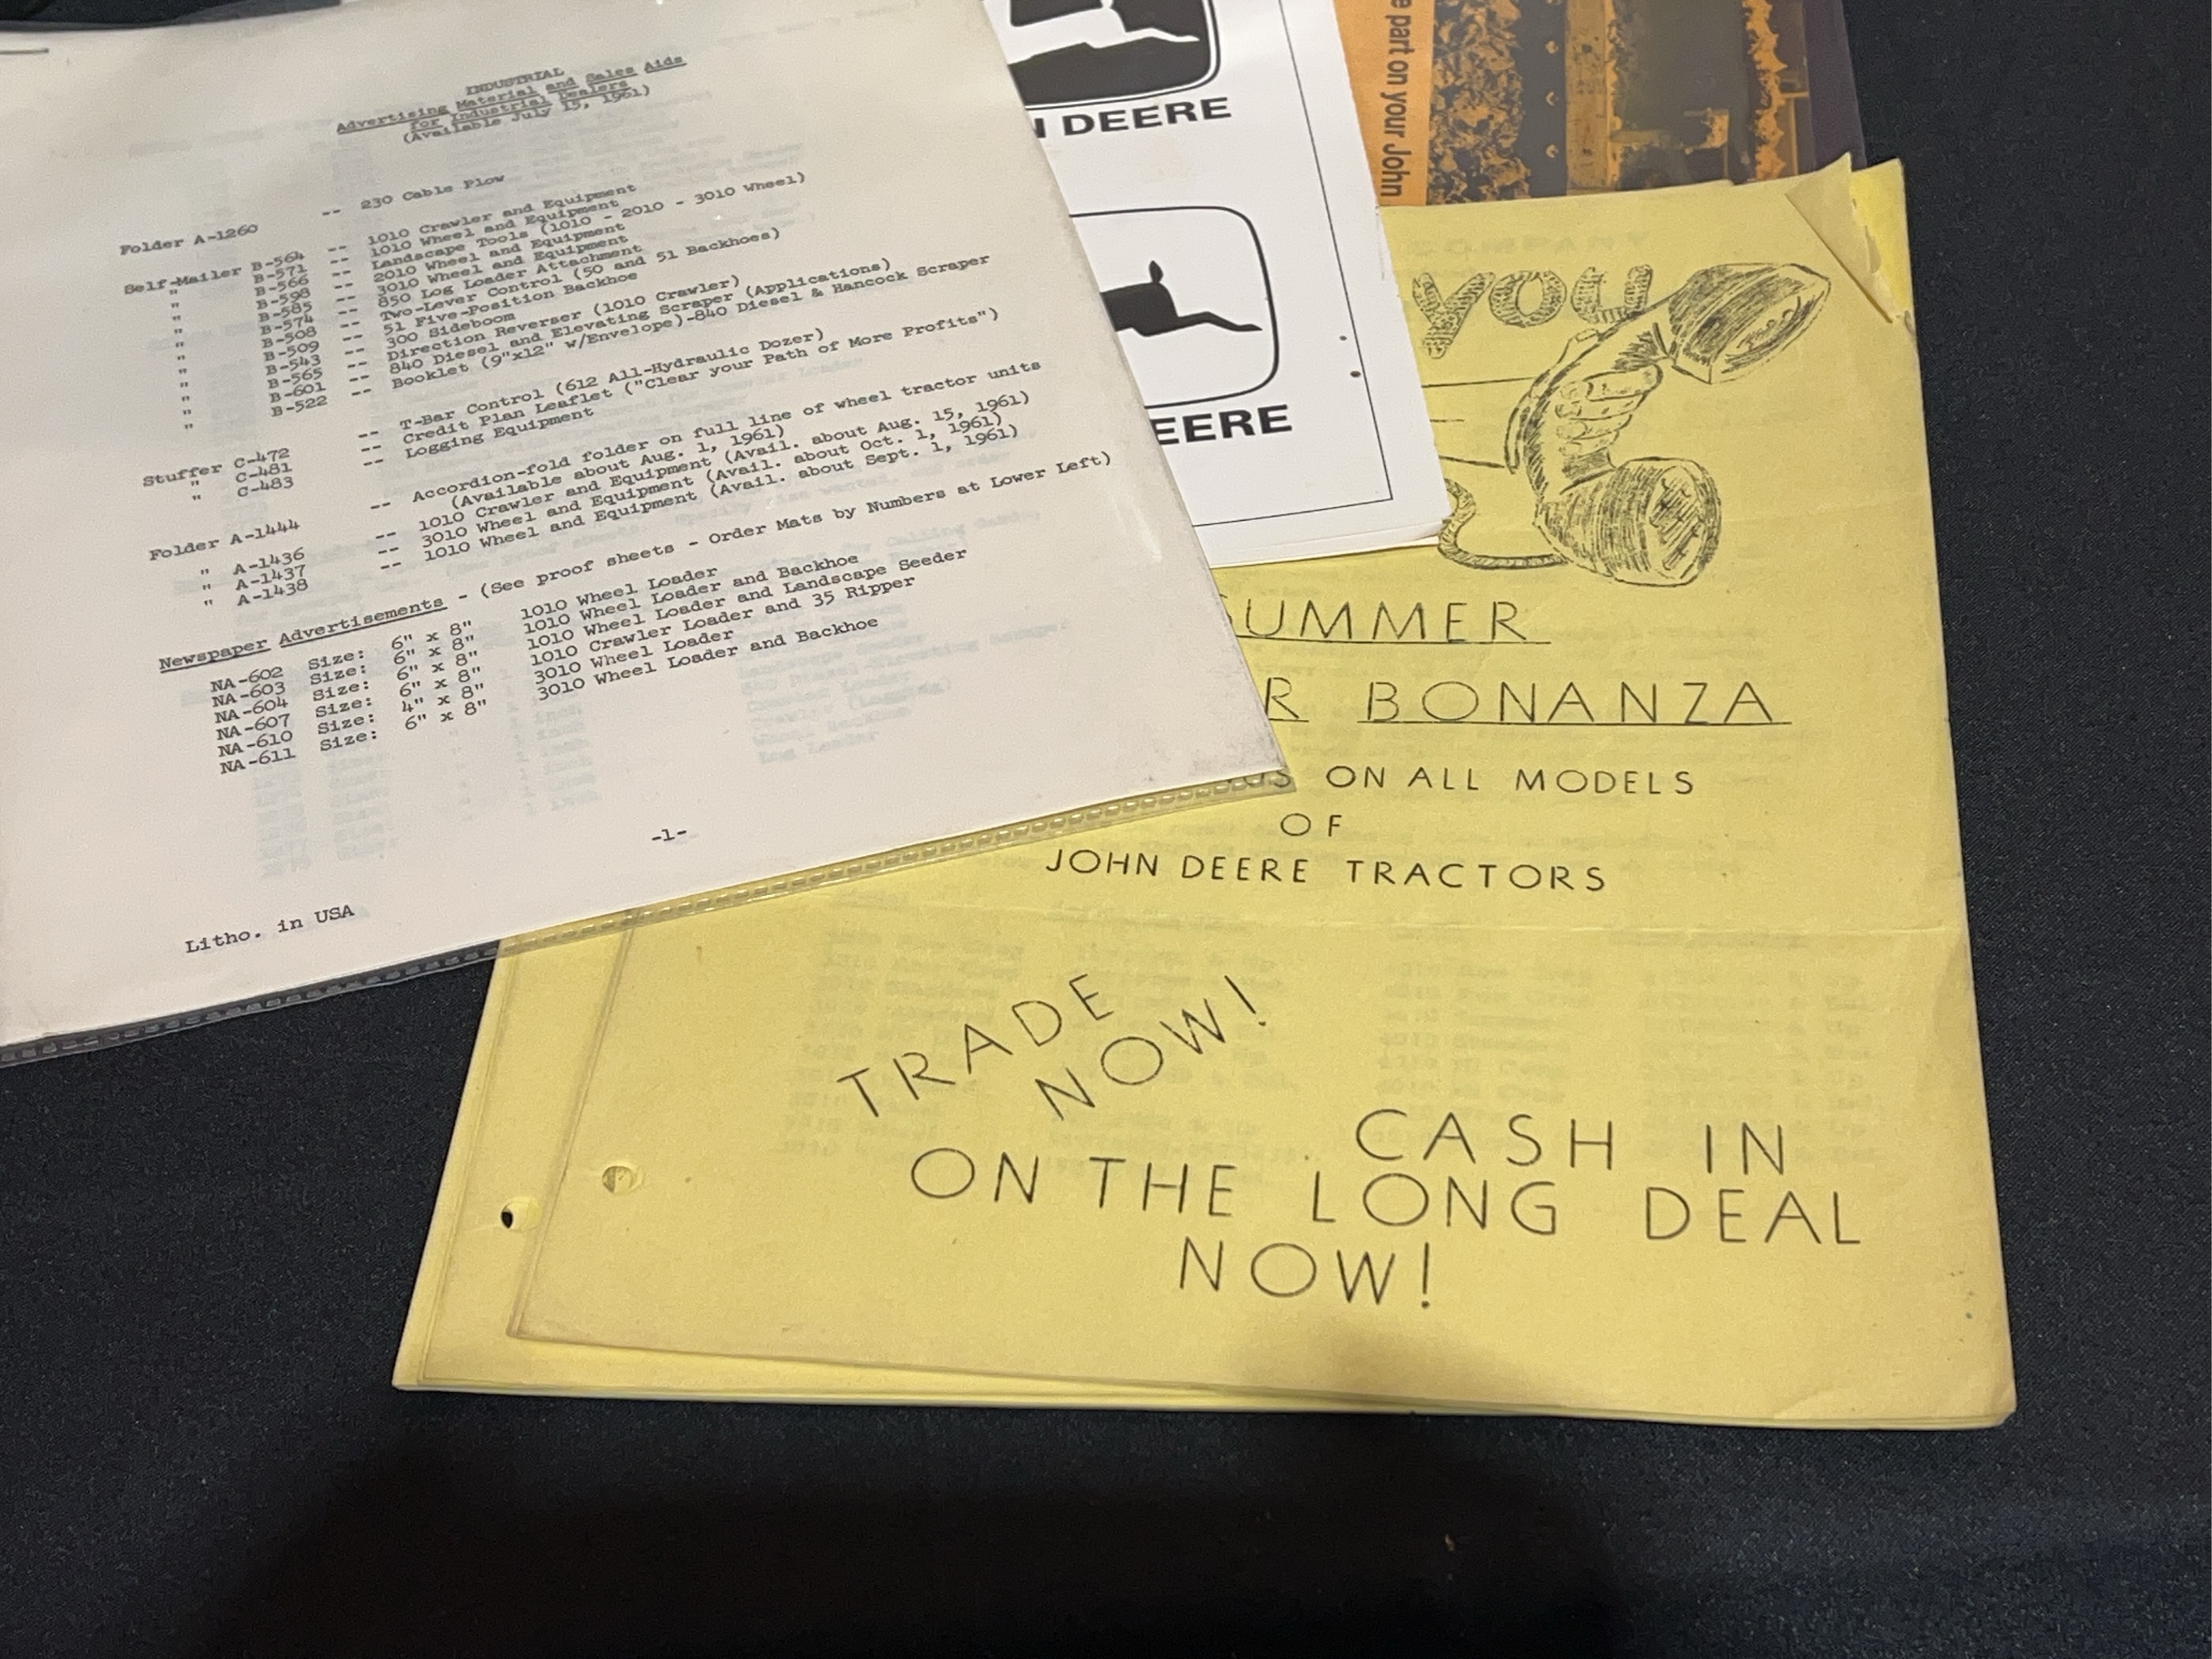 INDUSTRIAL
Advertising Material and Sales Aids
for Industrial Dealers
(Available July 15, 1961)
Folder A-1260 -- 230 Cable Plow
Self-Mailer B-564 -- 1010 Crawler and Equipment
" B-571 -- 1010 Wheel and Equipment
" B-566 -- Landscape Tools (1010 - 2010 - 3010 Wheel)
" B-598 -- 2010 Wheel and Equipment
" B-585 -- 3010 Wheel and Equipment
" B-574 -- 850 Log Loader Attachment
" B-508 -- Two-Lever Control (50 and 51 Backhoes)
" B-509 -- 51 Five-Position Backhoe
" B-543 -- 300 Sideboom
" B-565 -- Direction Reverser (1010 Crawler)
" B-601 -- 840 Diesel and Elevating Scraper (Applications)
" B-522 -- Booklet (9"x12" w/Envelope)-840 Diesel & Hancock Scraper
Stuffer C-472 -- T-Bar Control (612 All-Hydraulic Dozer)
" C-481 -- Credit Plan Leaflet ("Clear your Path of More Profits")
" C-483 -- Logging Equipment
Folder A-1444 -- Accordion-fold folder on full line of wheel tractor units
(Available about Aug. 1, 1961)
" A-1436 -- 1010 Crawler and Equipment (Avail. about Aug. 15, 1961)
" A-1437 -- 3010 Wheel and Equipment (Avail. about Oct. 1, 1961)
" A-1438 -- 1010 Wheel and Equipment (Avail. about Sept. 1, 1961)
Newspaper Advertisements - (See proof sheets - Order Mats by Numbers at Lower Left)
NA-602 Size: 6" x 8" 1010 Wheel Loader
NA-603 Size: 6" x 8" 1010 Wheel Loader and Backhoe
NA-604 Size: 6" x 8" 1010 Wheel Loader and Landscape Seeder
NA-607 Size: 6" x 8" 1010 Crawler Loader and 35 Ripper
NA-610 Size: 4" x 8" 3010 Wheel Loader
NA-611 Size: 6" x 8" 3010 Wheel Loader and Backhoe
-1-
Litho. in USA
N DEERE
EERE
e part on your John
YOU
SUMMER
R BONANZA
ON ALL MODELS
OF
JOHN DEERE TRACTORS
TRADE
NOW!
CASH IN
ON THE LONG DEAL
NOW!